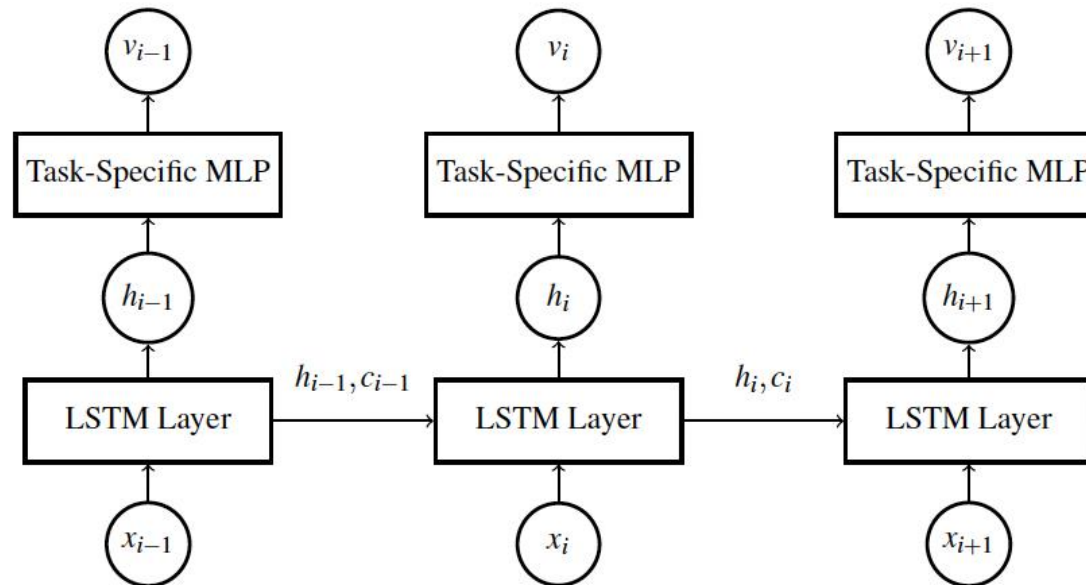 v_{i−1} v_i v_{i+1}
Task-Specific MLP Task-Specific MLP Task-Specific MLP
h_{i−1} h_i h_{i+1}
h_{i−1}, c_{i−1} h_i, c_i
LSTM Layer LSTM Layer LSTM Layer
x_{i−1} x_i x_{i+1}